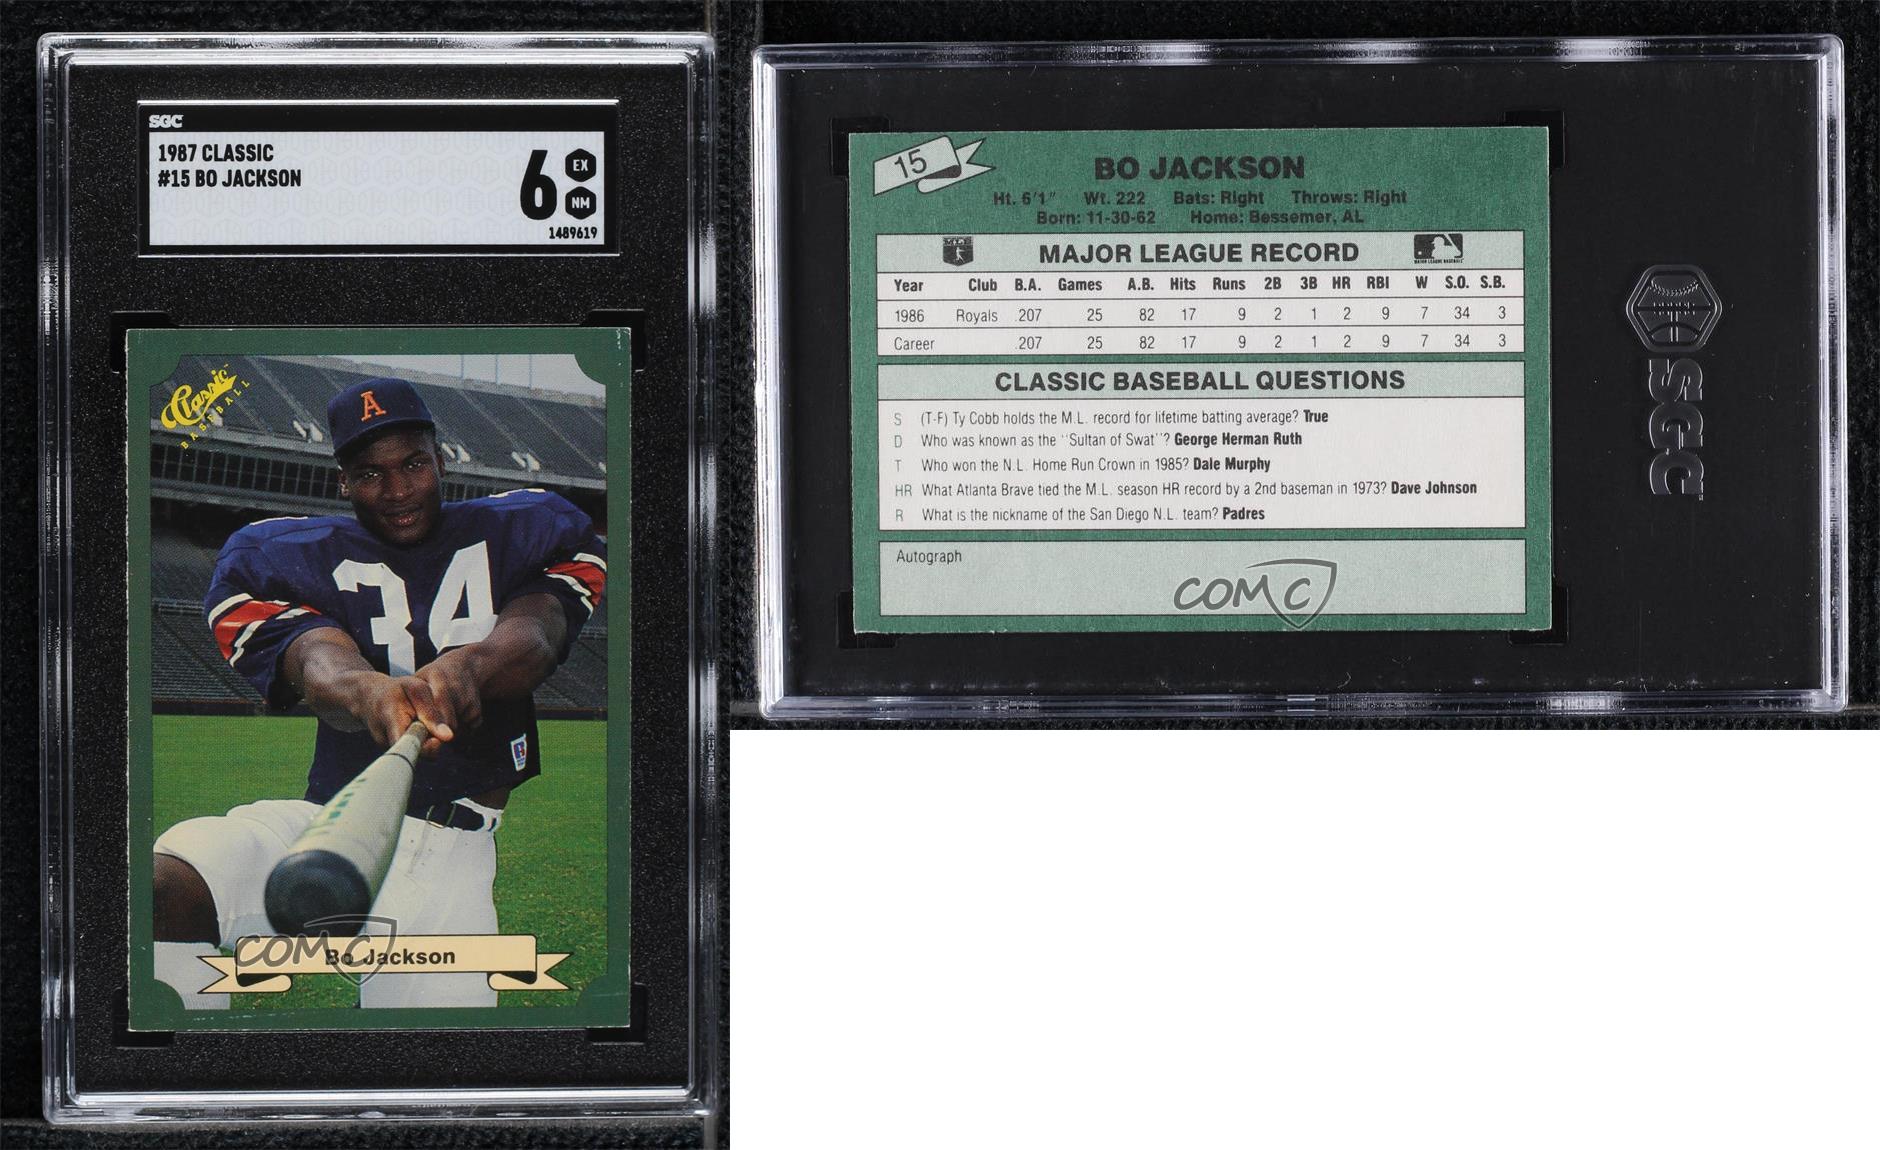 SGC
1987 CLASSIC
#15 BO JACKSON
6
EX
NM
1489619
Classic
BASEBALL
A
34
Bo Jackson
COMC
15
BO JACKSON
Ht. 6'1" Wt. 222 Bats: Right Throws: Right
Born: 11-30-62 Home: Bessemer, AL
MAJOR LEAGUE RECORD
MAJOR LEAGUE BASEBALL
Year Club B.A. Games A.B. Hits Runs 2B 3B HR RBI W S.O. S.B.
1986 Royals .207 25 82 17 9 2 1 2 9 7 34 3
Career .207 25 82 17 9 2 1 2 9 7 34 3
CLASSIC BASEBALL QUESTIONS
S (T-F) Ty Cobb holds the M.L. record for lifetime batting average? True
D Who was known as the "Sultan of Swat"? George Herman Ruth
T Who won the N.L. Home Run Crown in 1985? Dale Murphy
HR What Atlanta Brave tied the M.L. season HR record by a 2nd baseman in 1973? Dave Johnson
R What is the nickname of the San Diego N.L. team? Padres
Autograph
COMC
SGC